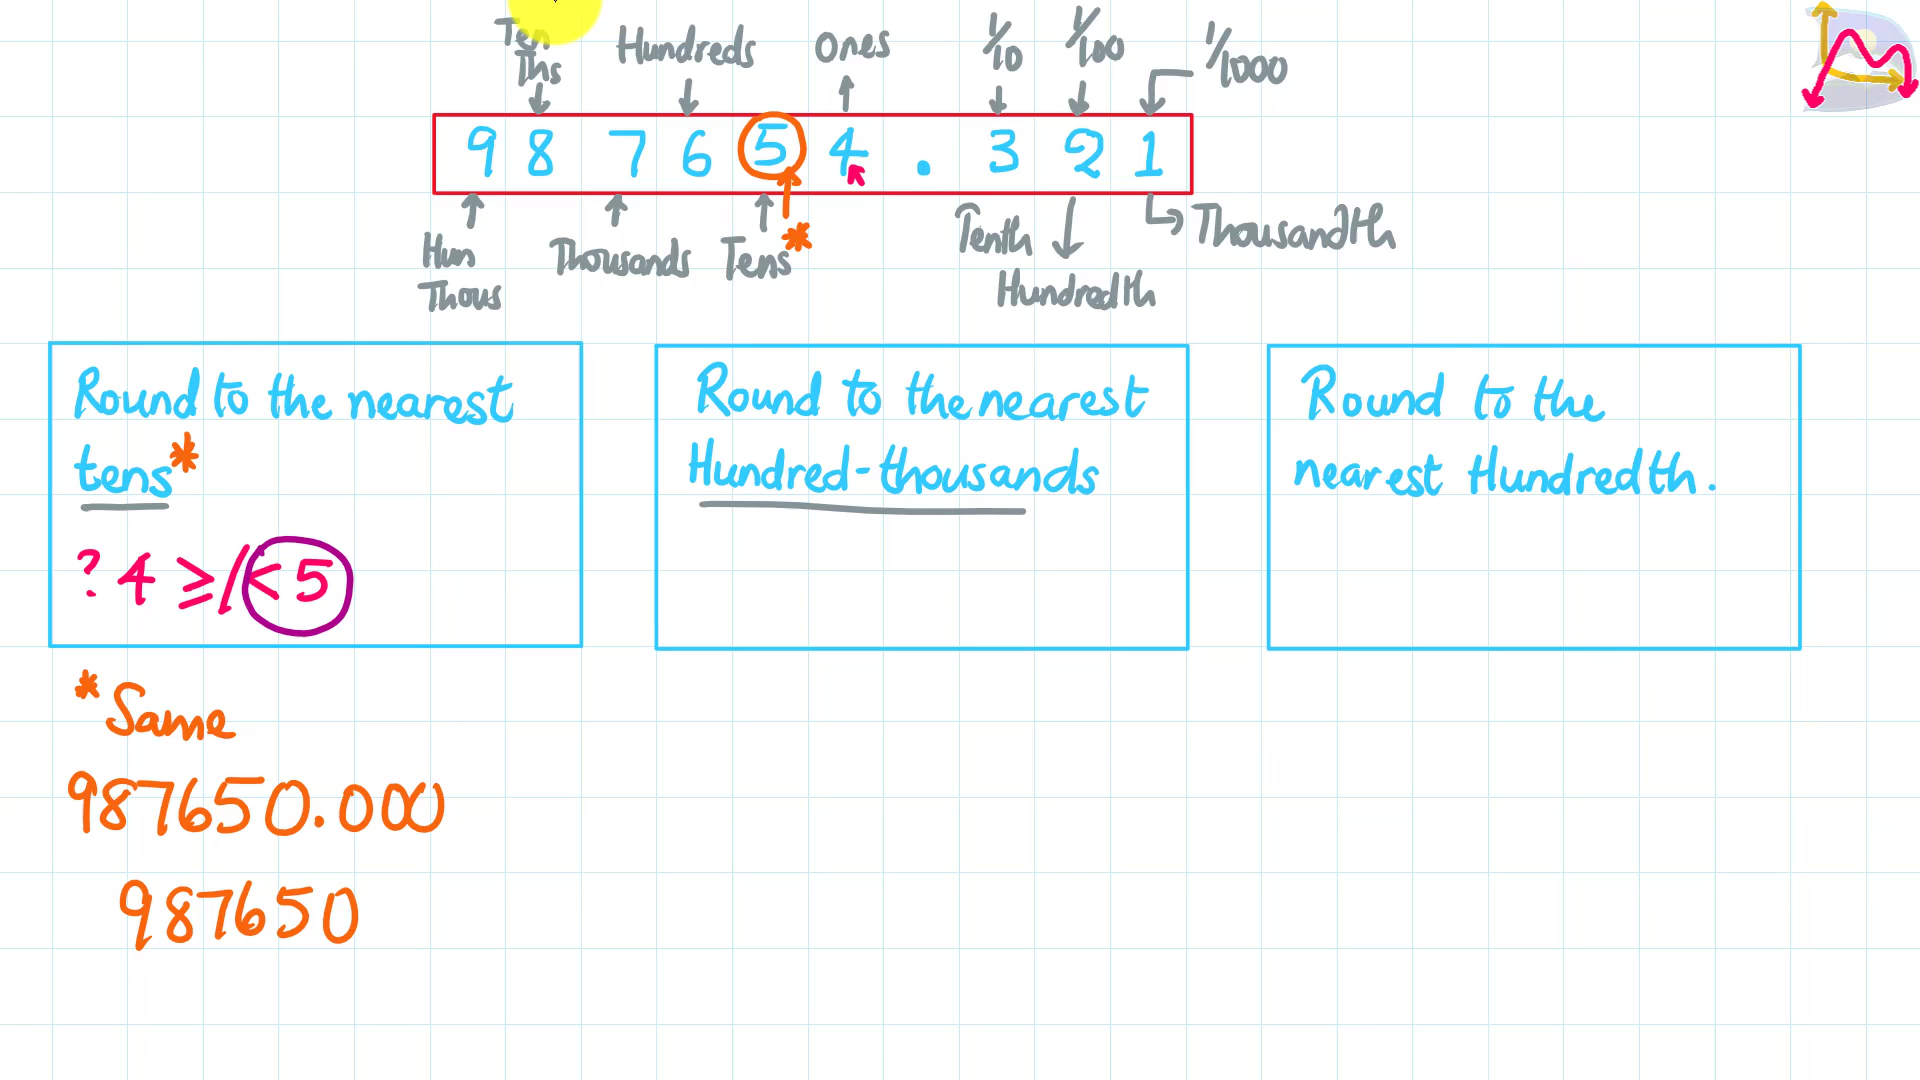 Ten
Ths
Hundreds
Ones
1/10
1/100
1/1000
9 8 7 6 5 4 . 3 2 1
Hun
Thous
Thousands
Tens*
Tenth
Hundredth
Thousandth
Round to the nearest
tens*
? 4 ≥/< 5
Round to the nearest
Hundred-thousands
Round to the
nearest Hundredth.
*Same
987650.000
987650